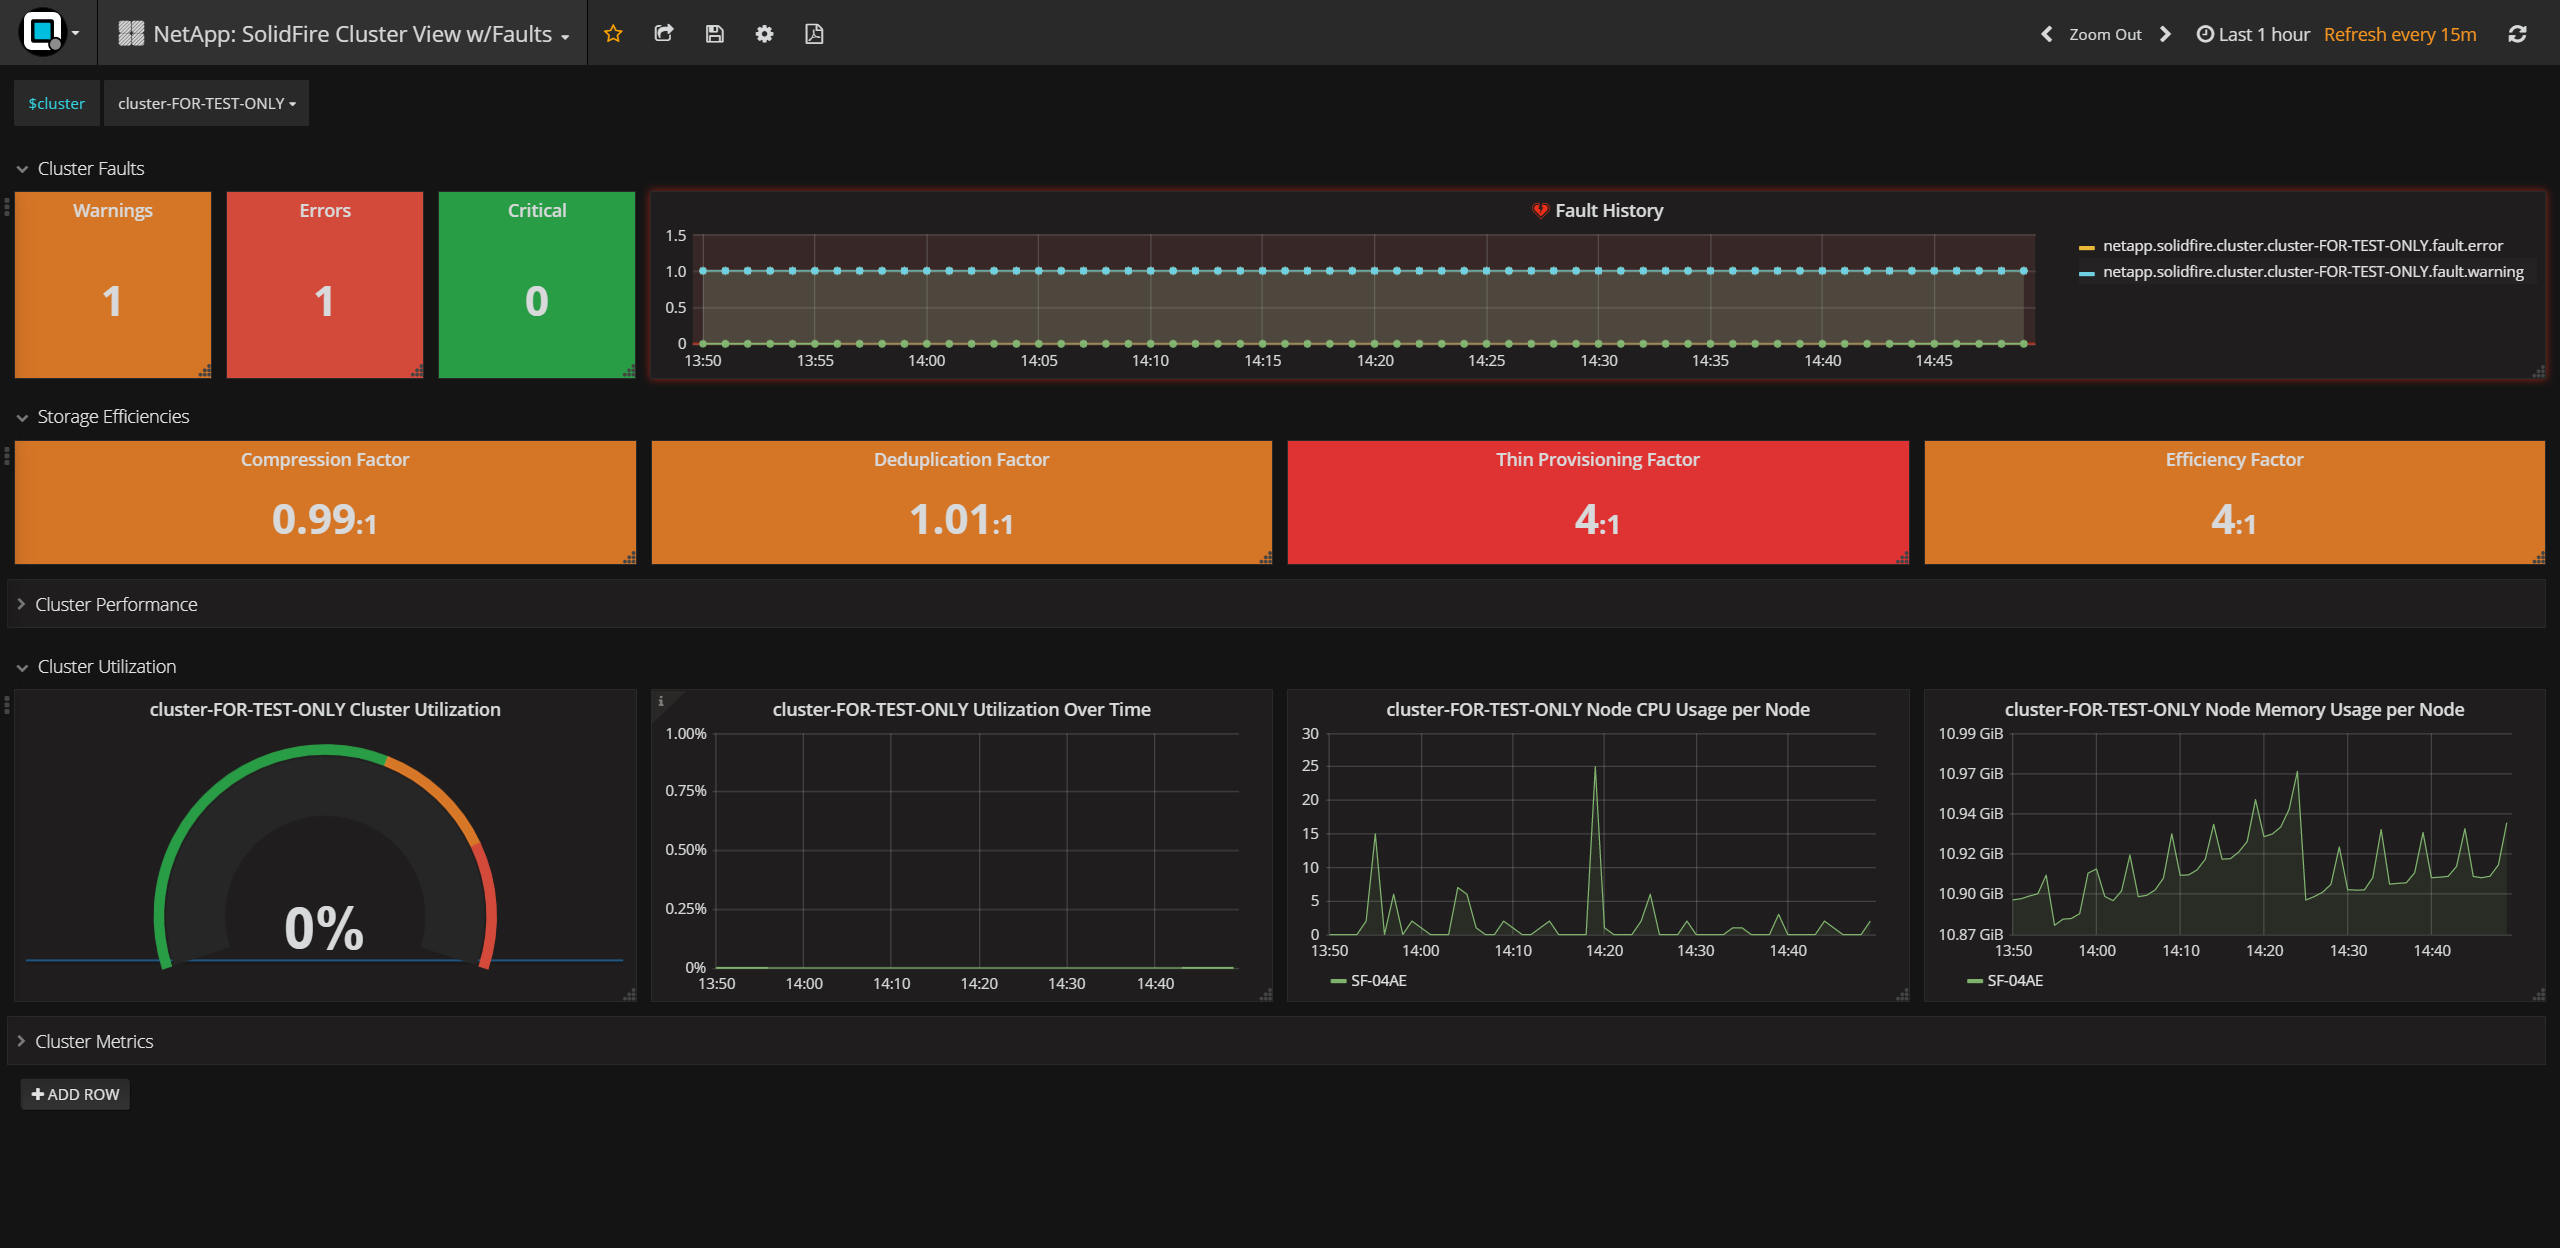 NetApp: SolidFire Cluster View w/Faults
Zoom Out
Last 1 hour
Refresh every 15m
$cluster
cluster-FOR-TEST-ONLY
Cluster Faults
Warnings
1
Errors
1
Critical
0
Fault History
1.5
1.0
0.5
0
13:50 13:55 14:00 14:05 14:10 14:15 14:20 14:25 14:30 14:35 14:40 14:45
netapp.solidfire.cluster.cluster-FOR-TEST-ONLY.fault.error
netapp.solidfire.cluster.cluster-FOR-TEST-ONLY.fault.warning
Storage Efficiencies
Compression Factor
0.99:1
Deduplication Factor
1.01:1
Thin Provisioning Factor
4:1
Efficiency Factor
4:1
Cluster Performance
Cluster Utilization
cluster-FOR-TEST-ONLY Cluster Utilization
0%
i
cluster-FOR-TEST-ONLY Utilization Over Time
1.00%
0.75%
0.50%
0.25%
0%
13:50 14:00 14:10 14:20 14:30 14:40
cluster-FOR-TEST-ONLY Node CPU Usage per Node
30
25
20
15
10
5
0
13:50 14:00 14:10 14:20 14:30 14:40
SF-04AE
cluster-FOR-TEST-ONLY Node Memory Usage per Node
10.99 GiB
10.97 GiB
10.94 GiB
10.92 GiB
10.90 GiB
10.87 GiB
13:50 14:00 14:10 14:20 14:30 14:40
SF-04AE
Cluster Metrics
ADD ROW